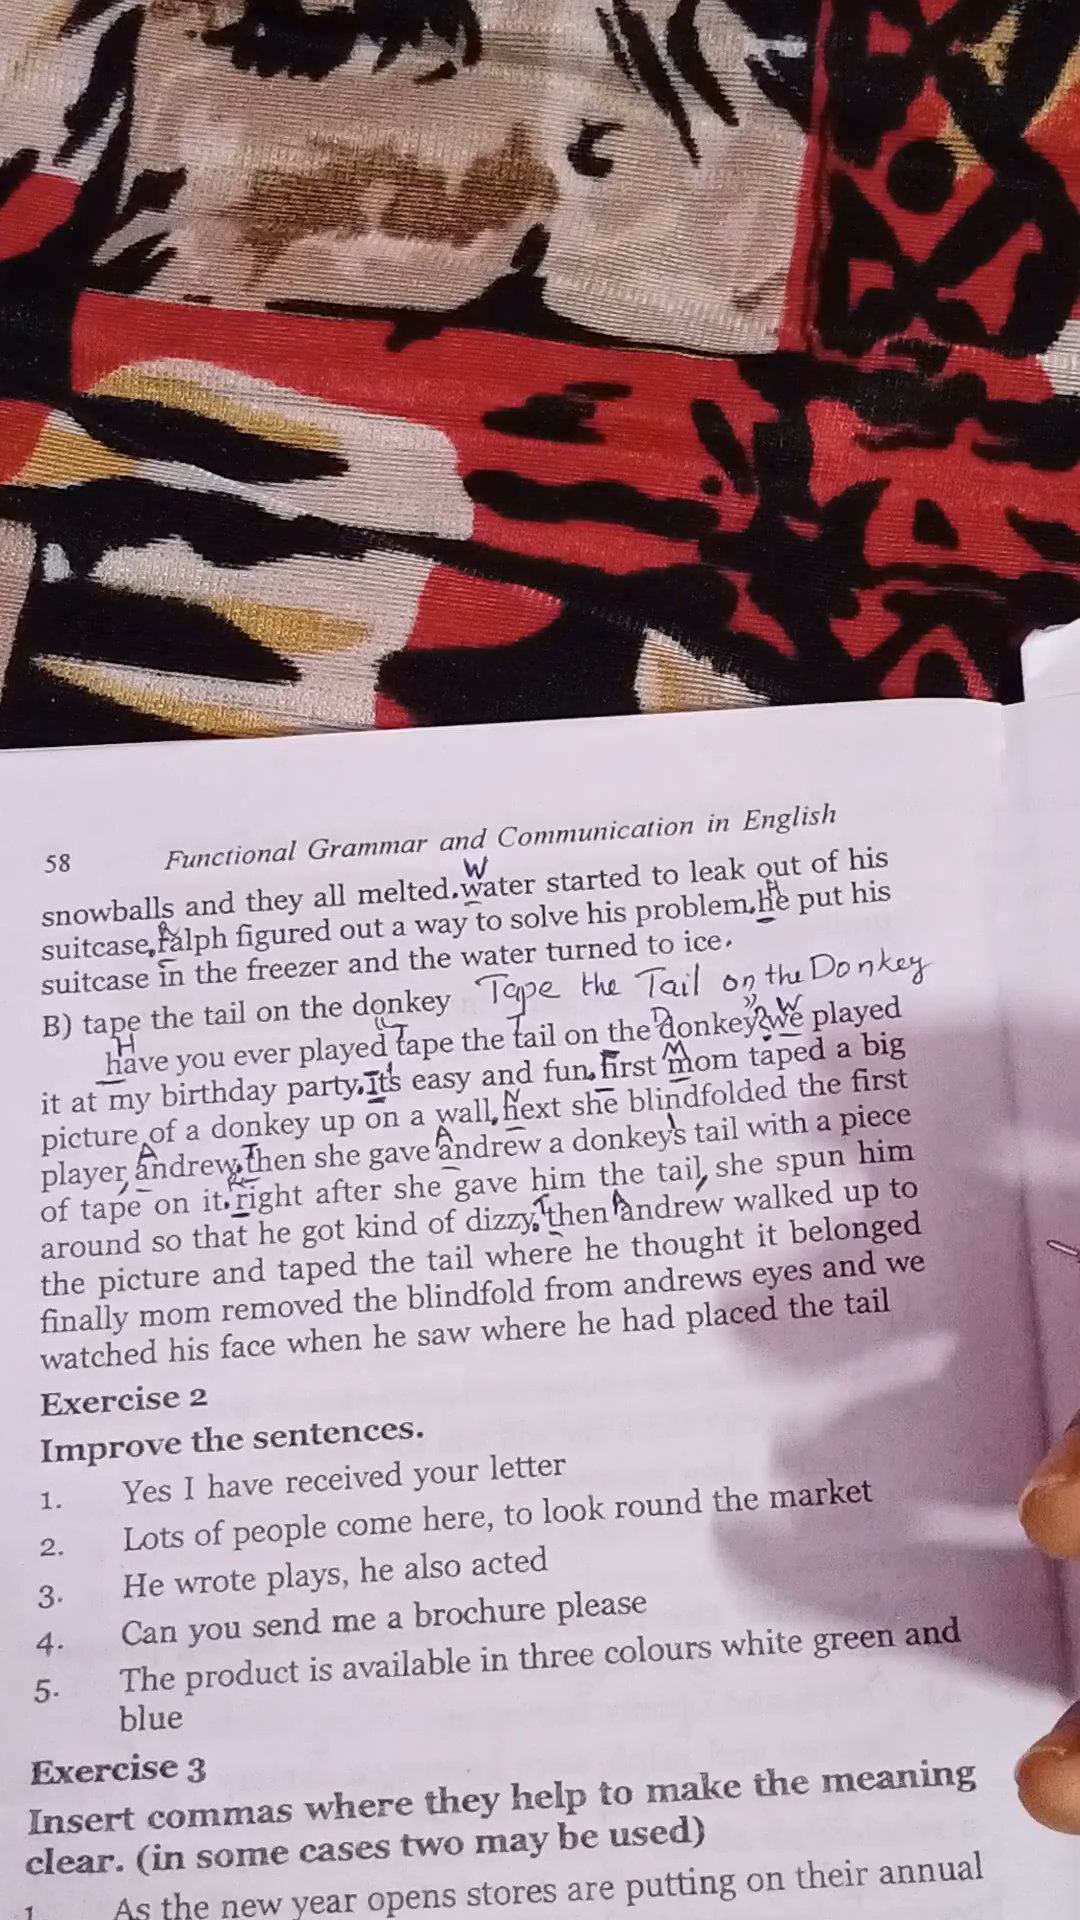 58 Functional Grammar and Communication in English
W
snowballs and they all melted. water started to leak out of his
R H
suitcase, ralph figured out a way to solve his problem, he put his
suitcase in the freezer and the water turned to ice.
B) tape the tail on the donkey Tape the Tail on the Donkey
H “T T D ” W
have you ever played tape the tail on the donkey? we played
it at my birthday party. It's easy and fun. first Mom taped a big
N
picture of a donkey up on a wall, next she blindfolded the first
A T A
player, andrew. then she gave andrew a donkey's tail with a piece
R
of tape on it. right after she gave him the tail, she spun him
T A
around so that he got kind of dizzy. then andrew walked up to
the picture and taped the tail where he thought it belonged
finally mom removed the blindfold from andrews eyes and we
watched his face when he saw where he had placed the tail
Exercise 2
Improve the sentences.
1. Yes I have received your letter
2. Lots of people come here, to look round the market
3. He wrote plays, he also acted
4. Can you send me a brochure please
5. The product is available in three colours white green and
blue
Exercise 3
Insert commas where they help to make the meaning
clear. (in some cases two may be used)
1. As the new year opens stores are putting on their annual